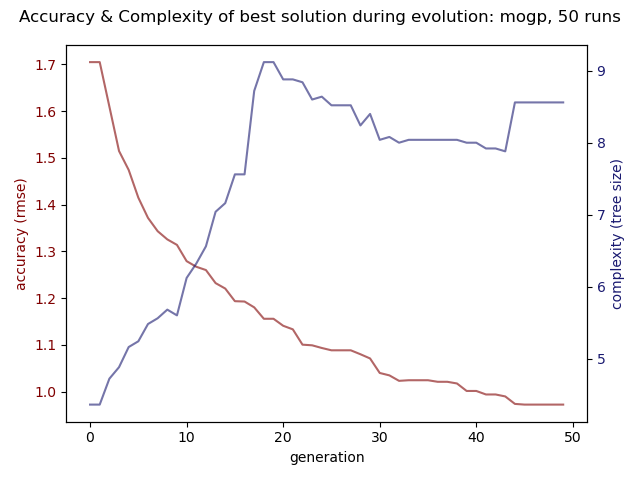 Accuracy & Complexity of best solution during evolution: mogp, 50 runs
1.7
1.6
1.5
1.4
1.3
1.2
1.1
1.0
accuracy (rmse)
9
8
7
6
5
complexity (tree size)
0 10 20 30 40 50
generation